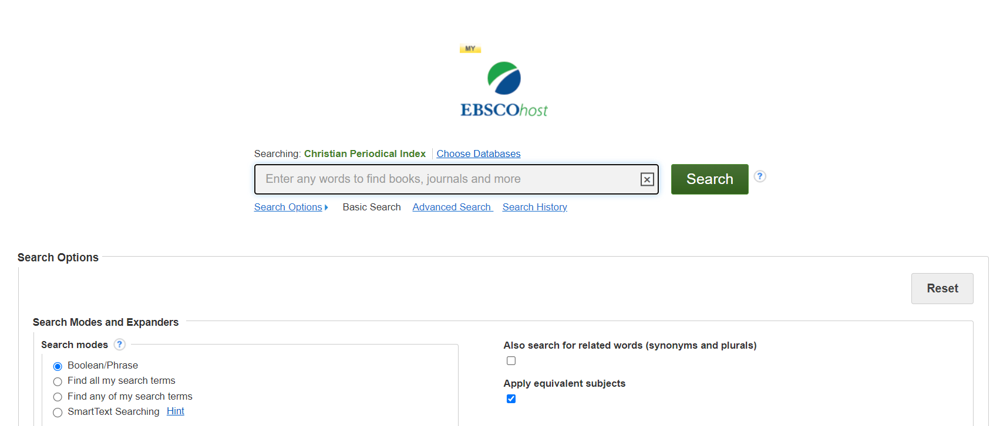 MY
EBSCOhost
Searching: Christian Periodical Index Choose Databases
Enter any words to find books, journals and more
Search ?
Search Options Basic Search Advanced Search Search History
Search Options
Reset
Search Modes and Expanders
Search modes ?
Boolean/Phrase
Find all my search terms
Find any of my search terms
SmartText Searching Hint
Also search for related words (synonyms and plurals)
Apply equivalent subjects